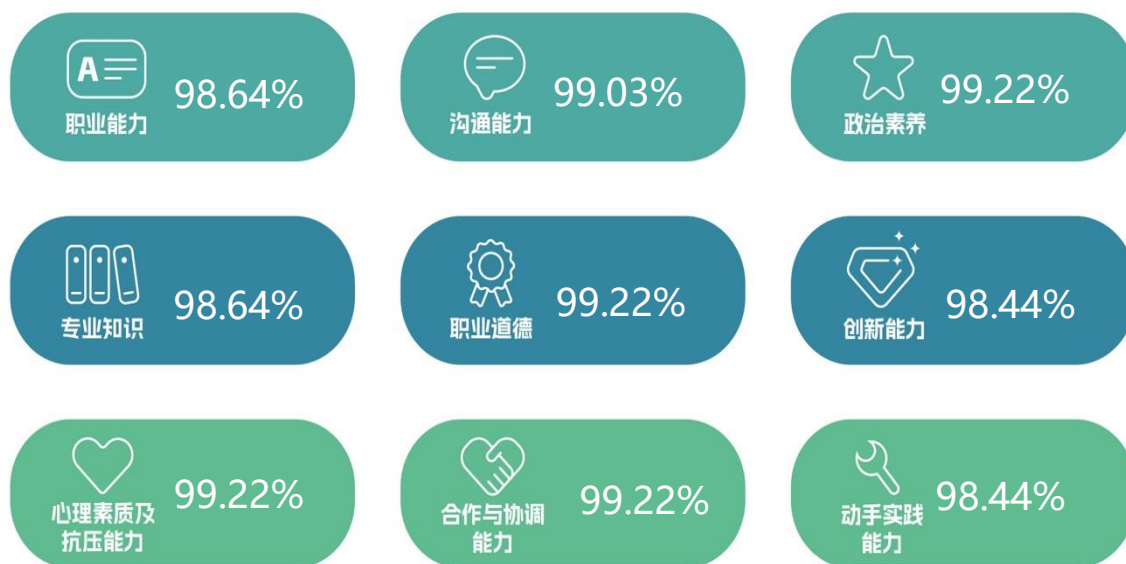 A
98.64%
职业能力
99.03%
沟通能力
99.22%
政治素养
98.64%
专业知识
99.22%
职业道德
98.44%
创新能力
99.22%
心理素质及
抗压能力
99.22%
合作与协调
能力
98.44%
动手实践
能力